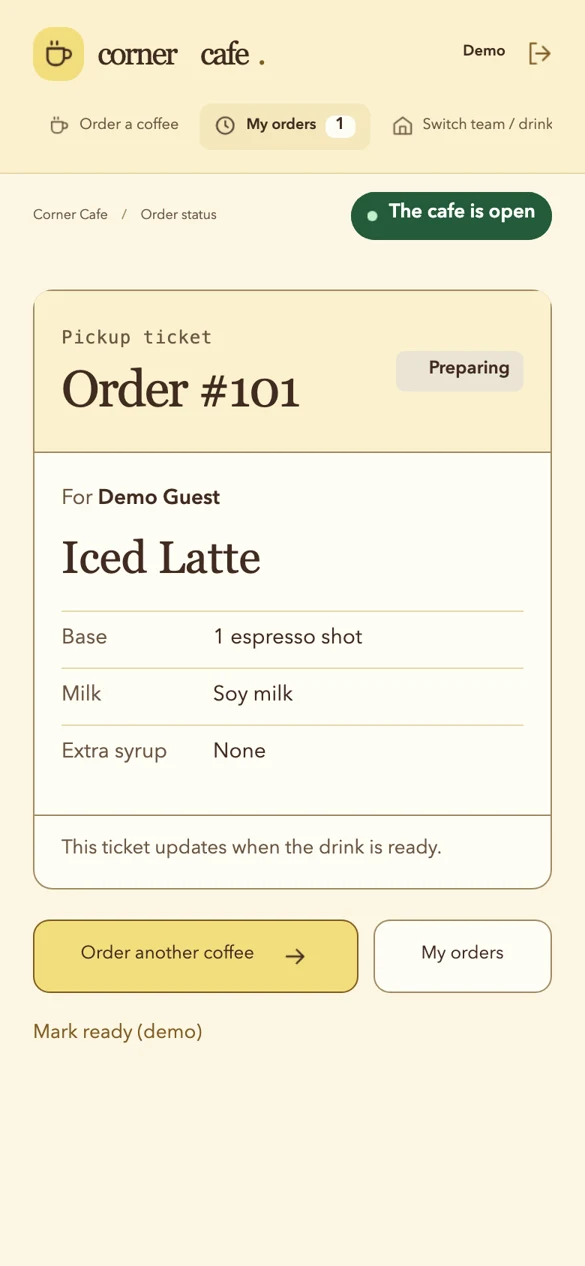 corner cafe .
Demo
Order a coffee
My orders 1
Switch team / drink
Corner Cafe / Order status
The cafe is open
Pickup ticket
Order #101
Preparing
For Demo Guest
Iced Latte
Base 1 espresso shot
Milk Soy milk
Extra syrup None
This ticket updates when the drink is ready.
Order another coffee →
My orders
Mark ready (demo)